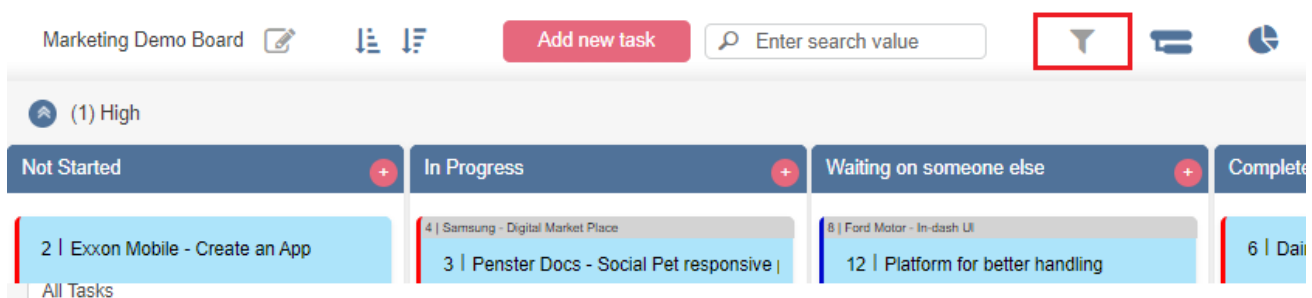 Marketing Demo Board
Add new task
Enter search value
(1) High
Not Started
+
In Progress
+
Waiting on someone else
+
Complete
2 | Exxon Mobile - Create an App
4 | Samsung - Digital Market Place
3 | Penster Docs - Social Pet responsive
8 | Ford Motor - In-dash UI
12 | Platform for better handling
6 | Dai
All Tasks